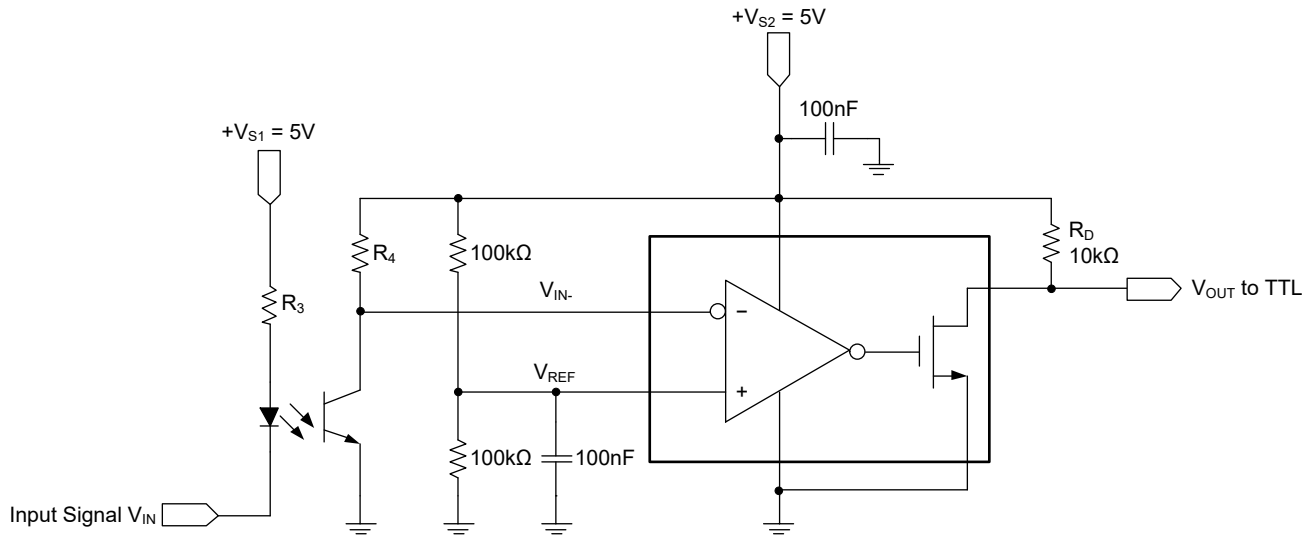 +VS2 = 5V
100nF
+VS1 = 5V
R4
100kΩ
RD
10kΩ
R3
VIN-
VOUT to TTL
−
VREF
+
100kΩ
100nF
Input Signal VIN